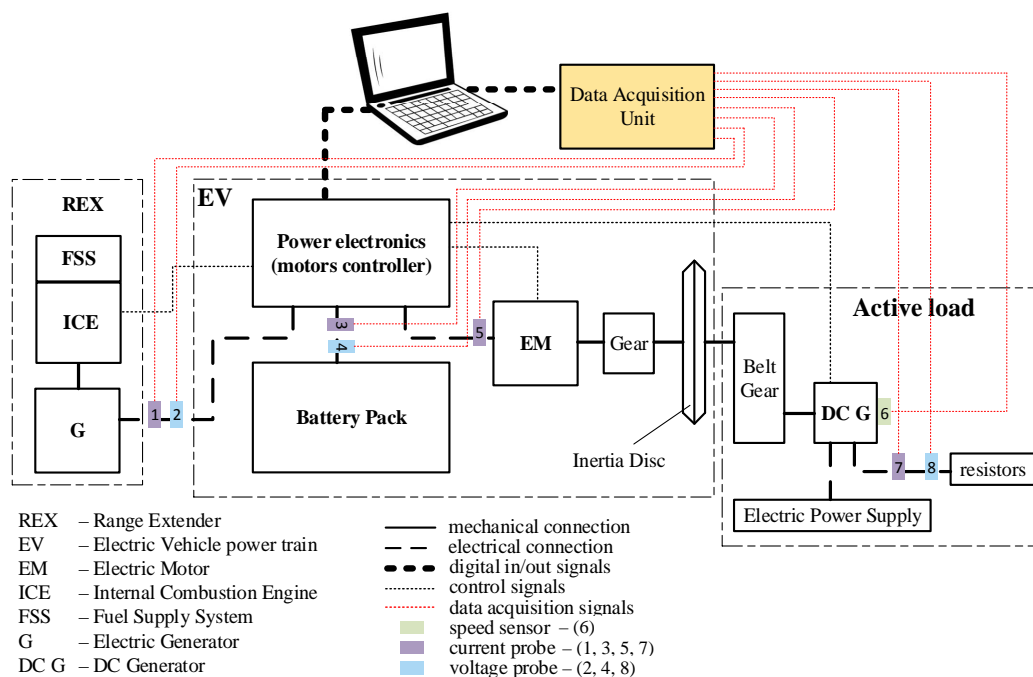 Data Acquisition
Unit
REX
EV
FSS
ICE
G
1
2
Power electronics
(motors controller)
3
4
5
Battery Pack
EM
Gear
Inertia Disc
Active load
Belt
Gear
DC G
6
7
8
resistors
Electric Power Supply
REX – Range Extender
EV – Electric Vehicle power train
EM – Electric Motor
ICE – Internal Combustion Engine
FSS – Fuel Supply System
G – Electric Generator
DC G – DC Generator
mechanical connection
electrical connection
digital in/out signals
control signals
data acquisition signals
speed sensor – (6)
current probe – (1, 3, 5, 7)
voltage probe – (2, 4, 8)